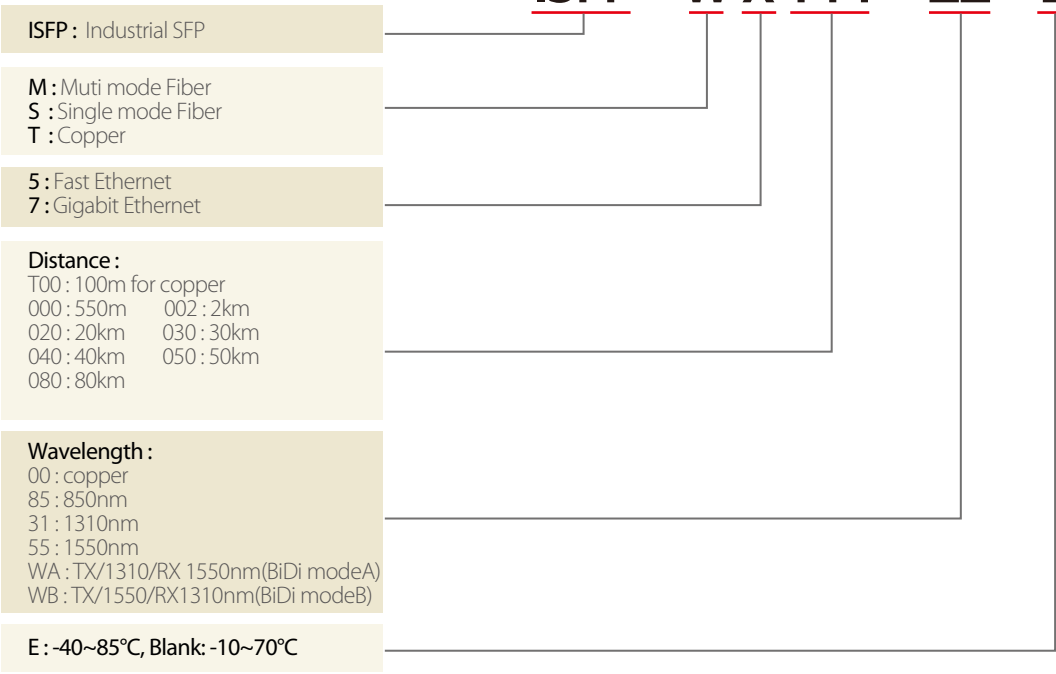 ISFP : Industrial SFP
M : Muti mode Fiber
S : Single mode Fiber
T : Copper
5 : Fast Ethernet
7 : Gigabit Ethernet
Distance :
T00 : 100m for copper
000 : 550m 002 : 2km
020 : 20km 030 : 30km
040 : 40km 050 : 50km
080 : 80km
Wavelength :
00 : copper
85 : 850nm
31 : 1310nm
55 : 1550nm
WA : TX/1310/RX 1550nm(BiDi modeA)
WB : TX/1550/RX1310nm(BiDi modeB)
E : -40~85°C, Blank: -10~70°C